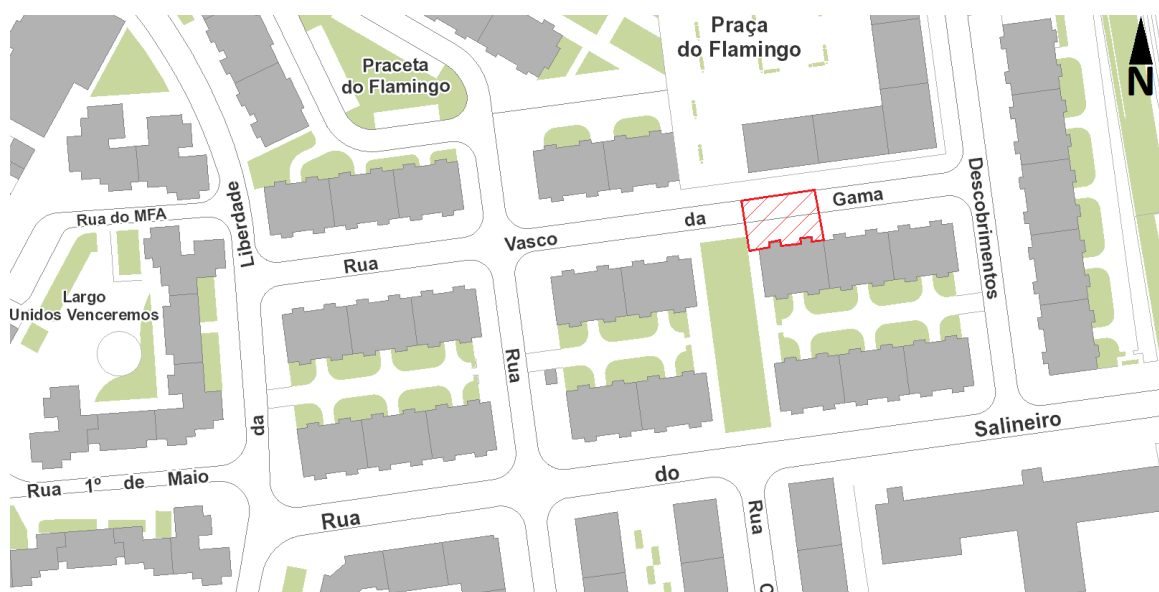 Praça
do Flamingo
Praceta
do Flamingo
N
Rua do MFA
Liberdade
da
Rua
Vasco
da
Gama
Descobrimentos
Largo
Unidos Venceremos
Rua
Rua 1º de Maio
Rua
do
Salineiro
Rua